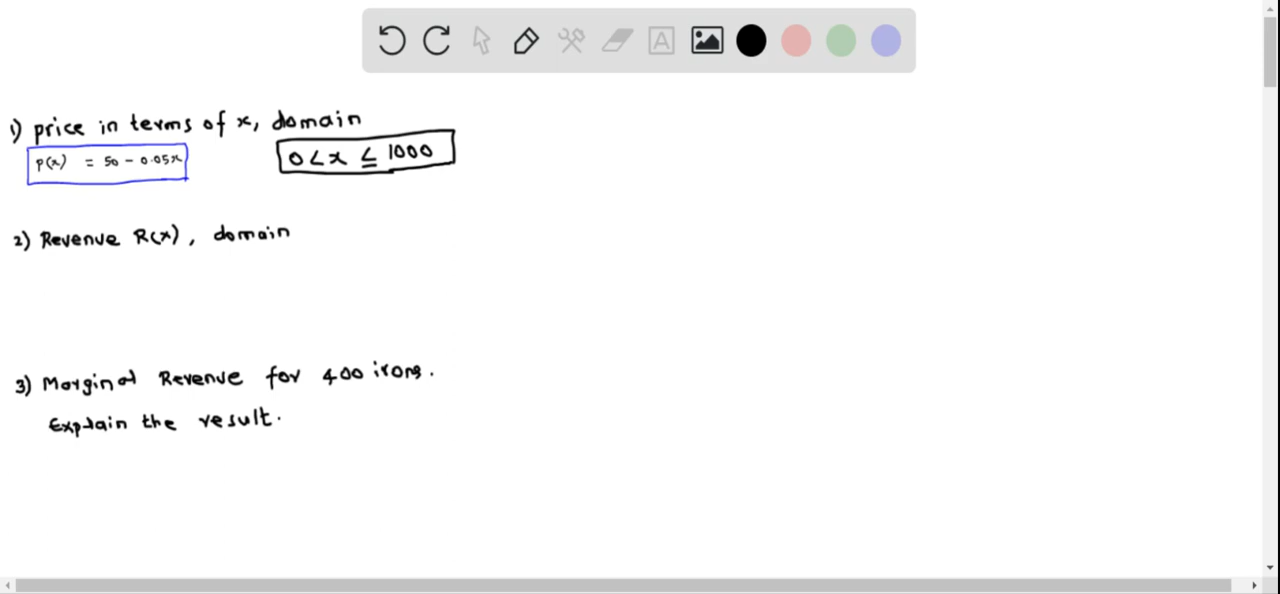 1) price in terms of x, domain
P(x) = 50 - 0.05x
0 < x ≤ 1000
2) Revenue R(x), domain
3) Marginal Revenue for 400 irons.
Explain the result.